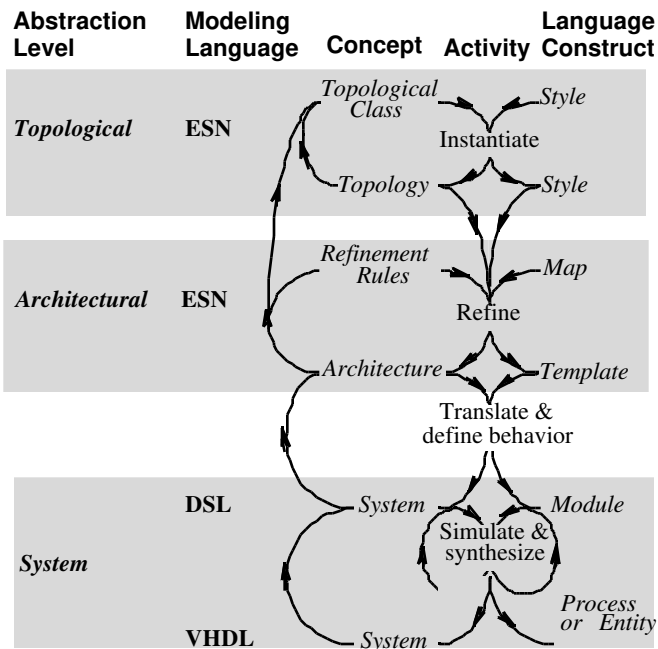 Abstraction Level
Modeling Language
Concept
Activity
Language Construct
Topological
ESN
Topological Class
Style
Instantiate
Topology
Style
Architectural
ESN
Refinement Rules
Map
Refine
Architecture
Template
Translate &
define behavior
System
DSL
System
Module
Simulate &
synthesize
Process
or Entity
VHDL
System